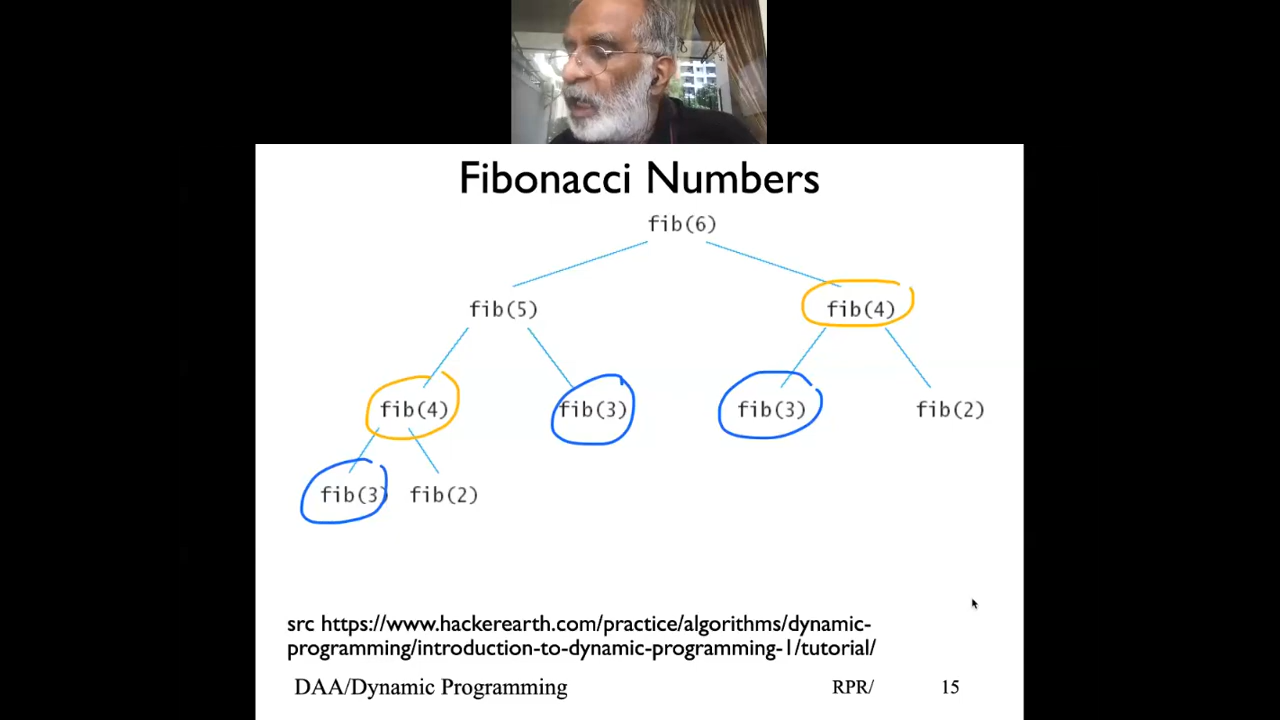 Fibonacci Numbers
fib(6)
fib(5) fib(4)
fib(4) fib(3) fib(3) fib(2)
fib(3) fib(2)
src https://www.hackerearth.com/practice/algorithms/dynamic-
programming/introduction-to-dynamic-programming-1/tutorial/
DAA/Dynamic Programming RPR/ 15